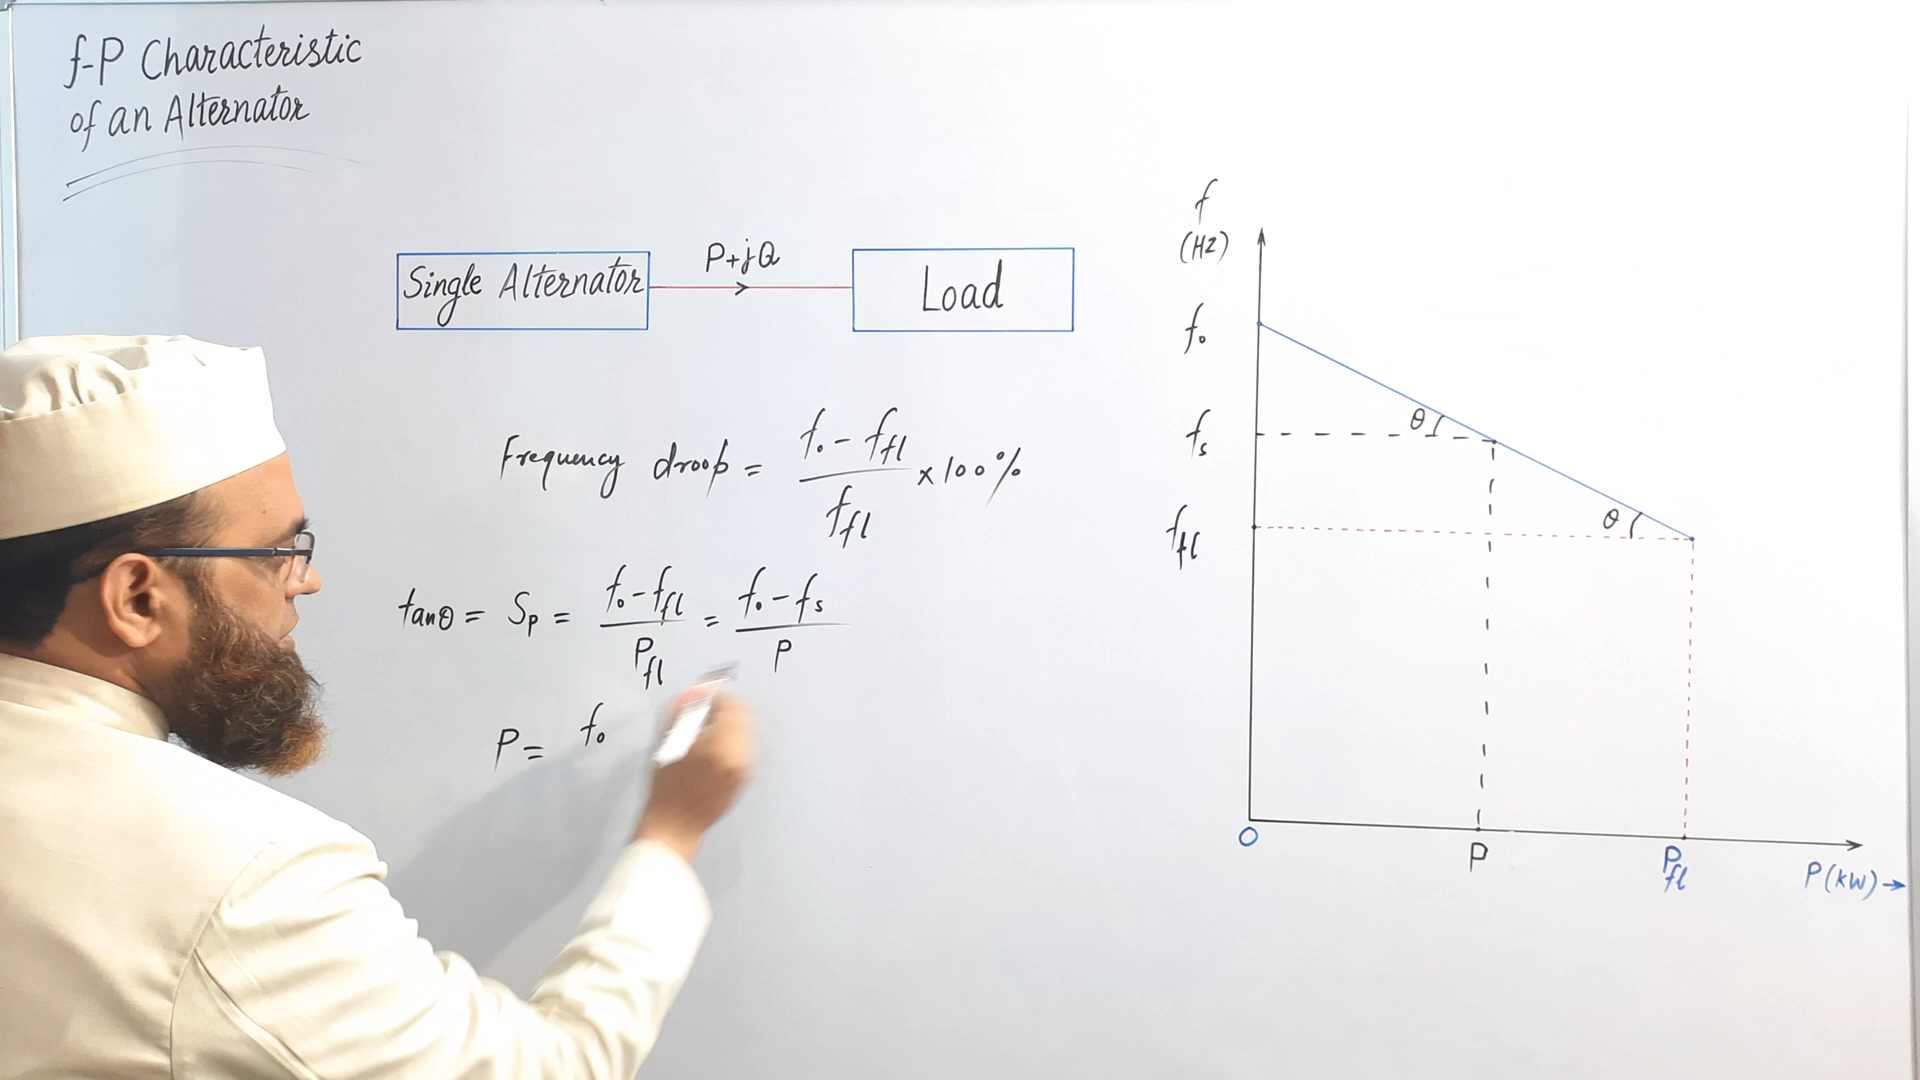 f-P Characteristic
of an Alternator
Single Alternator
P+jQ
Load
Frequency droop = (f₀ - f_fl) / f_fl × 100%
tanθ = S_P = (f₀ - f_fl) / P_fl = (f₀ - f_s) / P
P = f₀
f
(HZ)
f₀
θ
f_s
θ
f_fl
O
P
P_fl
P(kW) →